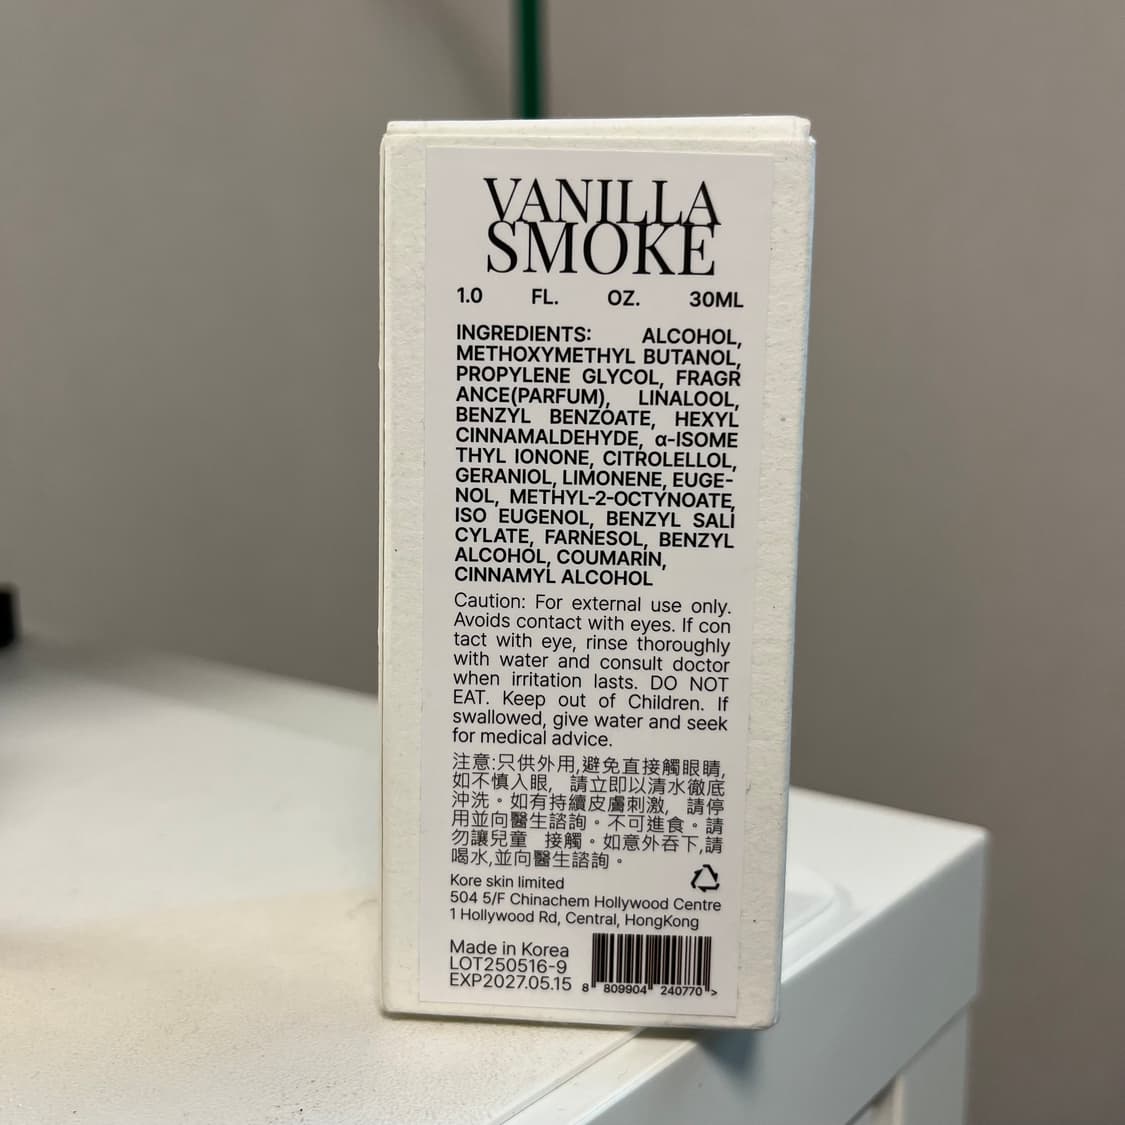 VANILLA
SMOKE
1.0 FL. OZ. 30ML
INGREDIENTS: ALCOHOL,
METHOXYMETHYL BUTANOL,
PROPYLENE GLYCOL, FRAGR
ANCE(PARFUM), LINALOOL,
BENZYL BENZOATE, HEXYL
CINNAMALDEHYDE, α-ISOME
THYL IONONE, CITROLELLOL,
GERANIOL, LIMONENE, EUGE-
NOL, METHYL-2-OCTYNOATE,
ISO EUGENOL, BENZYL SALI
CYLATE, FARNESOL, BENZYL
ALCOHOL, COUMARIN,
CINNAMYL ALCOHOL
Caution: For external use only.
Avoids contact with eyes. If con
tact with eye, rinse thoroughly
with water and consult doctor
when irritation lasts. DO NOT
EAT. Keep out of Children. If
swallowed, give water and seek
for medical advice.
注意:只供外用,避免直接觸眼睛,
如不慎入眼, 請立即以清水徹底
沖洗。如有持續皮膚刺激, 請停
用並向醫生諮詢。不可進食。請
勿讓兒童 接觸。如意外吞下,請
喝水,並向醫生諮詢。
Kore skin limited
504 5/F Chinachem Hollywood Centre
1 Hollywood Rd, Central, HongKong
Made in Korea
LOT250516-9
EXP2027.05.15
8 809904 240770 >